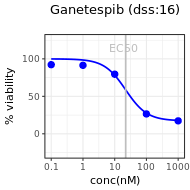 Ganetespib (dss:16)
EC50
% viability
100
50
0
0.1 1 10 100 1000
conc(nM)